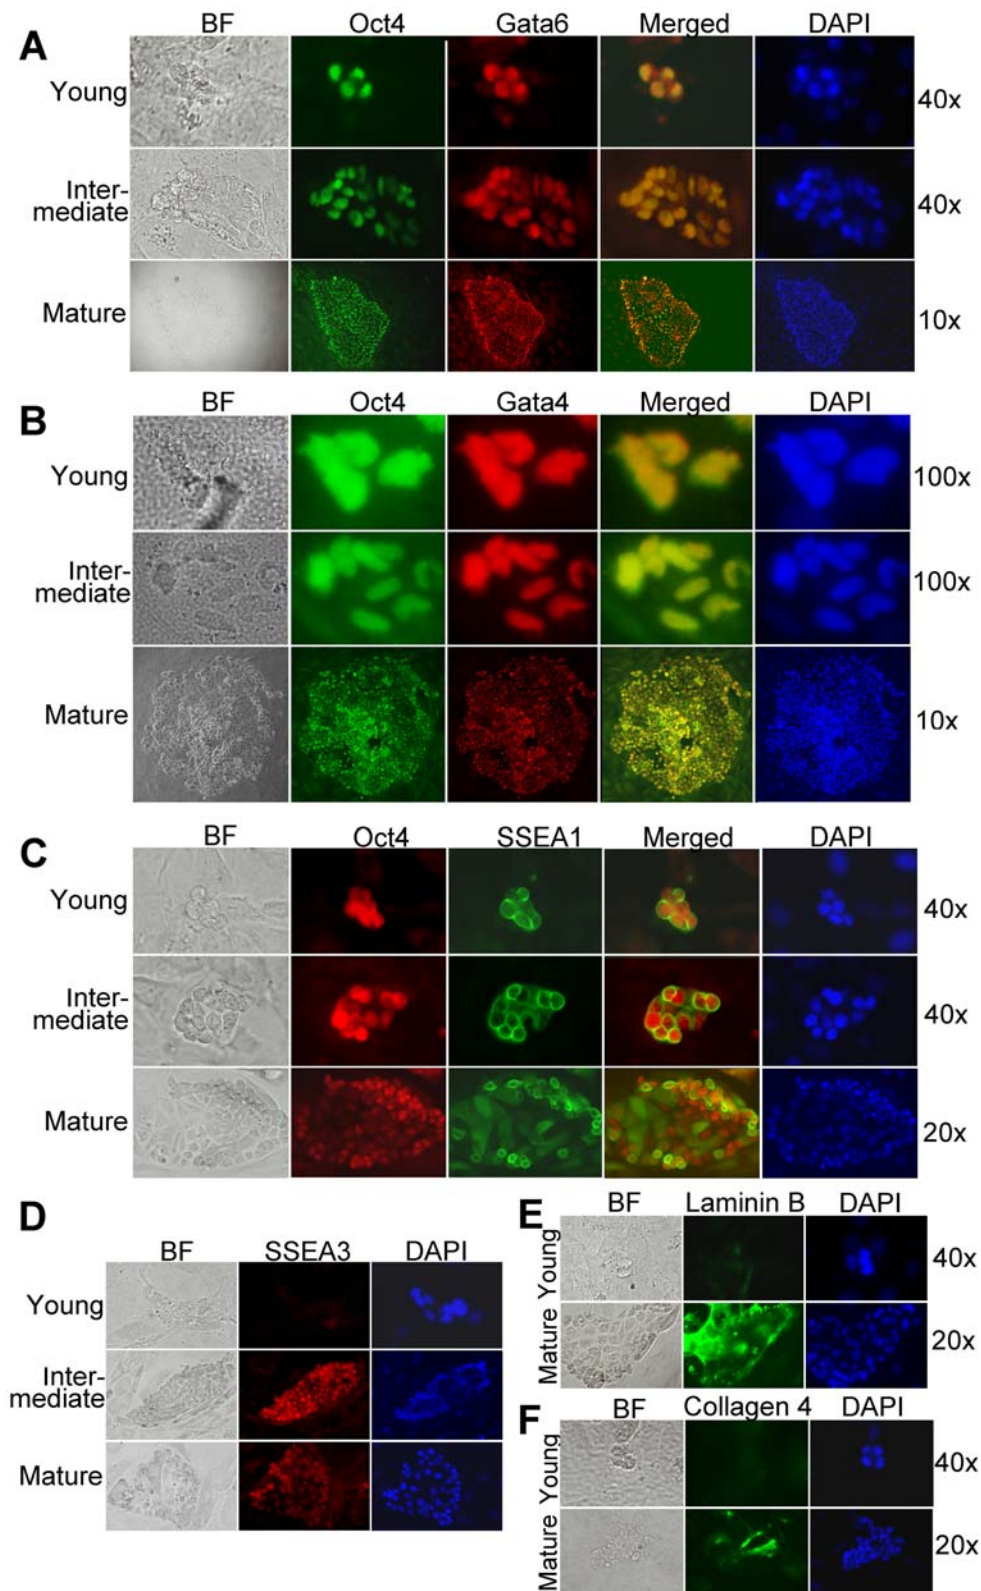 A
BF Oct4 Gata6 Merged DAPI
Young 40x
Inter-
mediate 40x
Mature 10x
B
BF Oct4 Gata4 Merged DAPI
Young 100x
Inter-
mediate 100x
Mature 10x
C
BF Oct4 SSEA1 Merged DAPI
Young 40x
Inter-
mediate 40x
Mature 20x
D
BF SSEA3 DAPI
Young
Inter-
mediate
Mature
E
BF Laminin B DAPI
Young 40x
Mature 20x
F
BF Collagen 4 DAPI
Young 40x
Mature 20x